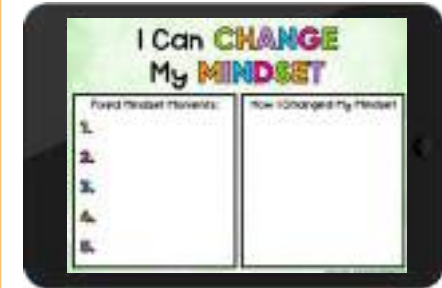 I Can CHANGE
My MINDSET
Fixed Mindset Moments:
How I Changed My Mindset
1.
2.
3.
4.
5.